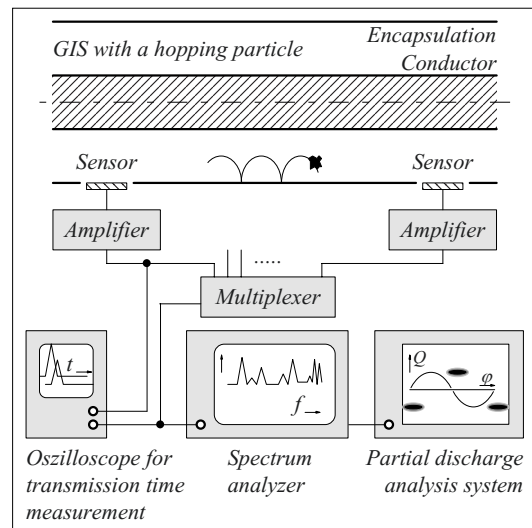 Encapsulation
GIS with a hopping particle
Conductor
Sensor
Sensor
Amplifier
Amplifier
.....
Multiplexer
t
f
Q
φ
Oszilloscope for
transmission time
measurement
Spectrum
analyzer
Partial discharge
analysis system